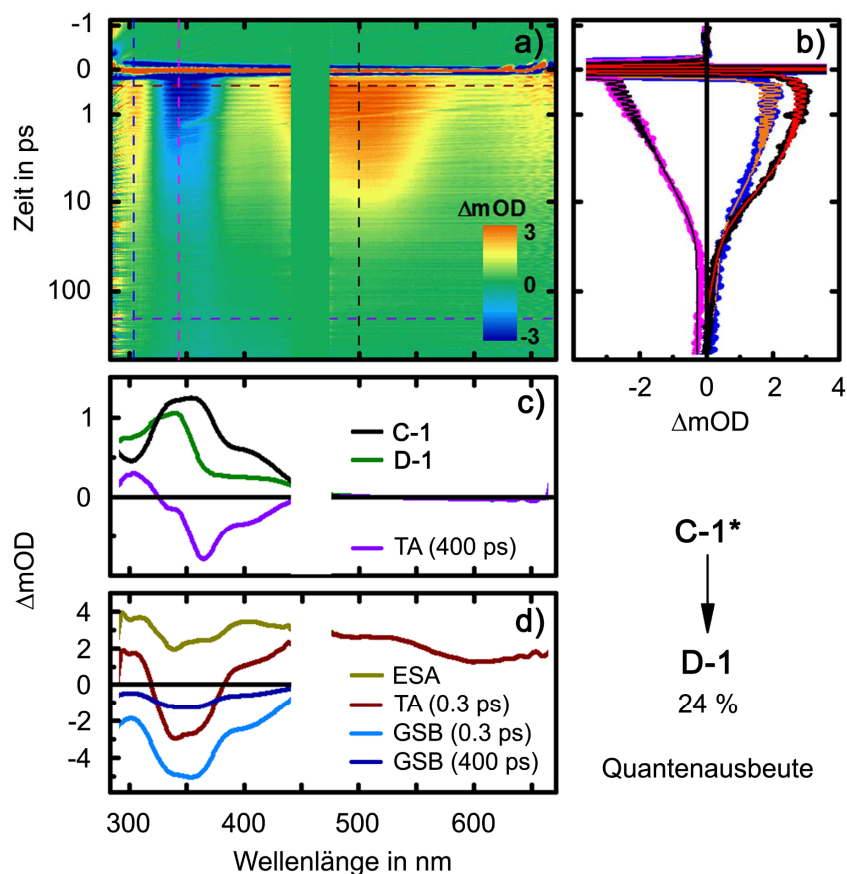 -1
0
1
10
100
Zeit in ps
a)
ΔmOD
3
0
-3
b)
-2 0 2 4
ΔmOD
c)
1
0
C-1
D-1
TA (400 ps)
ΔmOD
d)
4
2
0
-2
-4
ESA
TA (0.3 ps)
GSB (0.3 ps)
GSB (400 ps)
300 400 500 600
Wellenlänge in nm
C-1*
D-1
24 %
Quantenausbeute